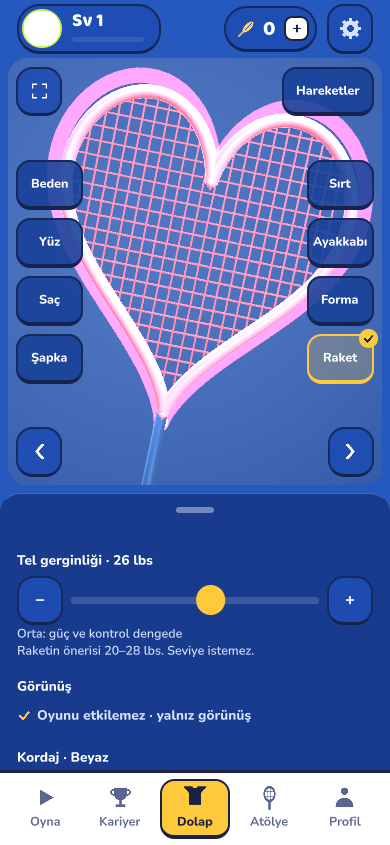 Sv 1
0
+
Hareketler
Beden
Sırt
Yüz
Ayakkabı
Saç
Forma
Şapka
Raket
Tel gerginliği · 26 lbs
−
+
Orta: güç ve kontrol dengede
Raketin önerisi 20–28 lbs. Seviye istemez.
Görünüş
Oyunu etkilemez · yalnız görünüş
Kordaj · Beyaz
Oyna
Kariyer
Dolap
Atölye
Profil